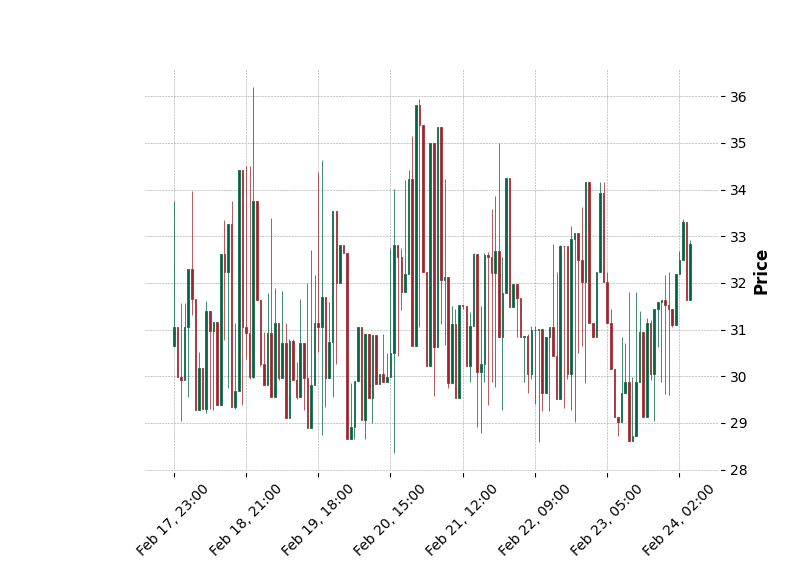 36
35
34
33
32
31
30
29
28
Price
Feb 17, 23:00
Feb 18, 21:00
Feb 19, 18:00
Feb 20, 15:00
Feb 21, 12:00
Feb 22, 09:00
Feb 23, 05:00
Feb 24, 02:00